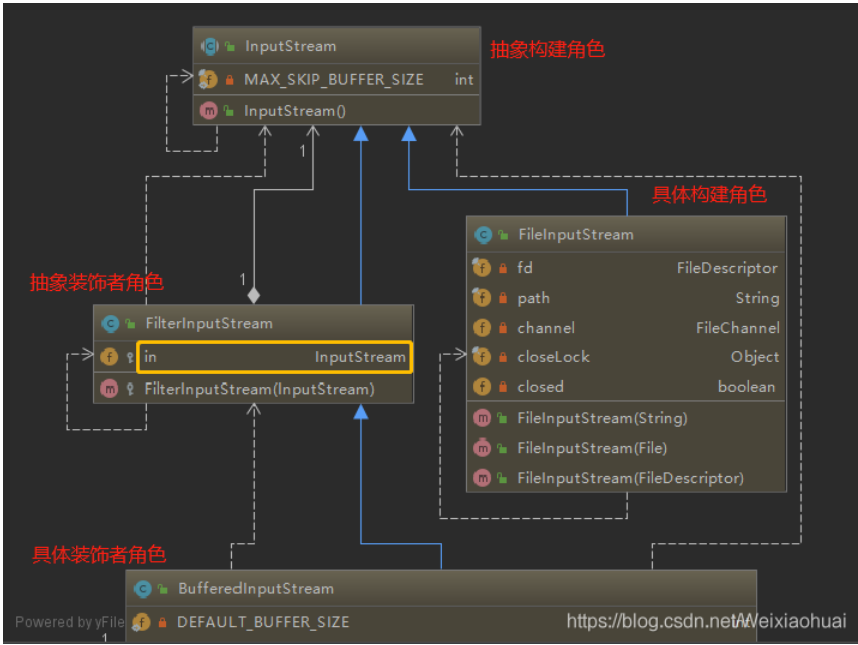 InputStream
抽象构建角色
MAX_SKIP_BUFFER_SIZE int
InputStream()
1
具体构建角色
FileInputStream
fd FileDescriptor
path String
channel FileChannel
closeLock Object
closed boolean
FileInputStream(String)
FileInputStream(File)
FileInputStream(FileDescriptor)
抽象装饰者角色
1
FilterInputStream
in InputStream
FilterInputStream(InputStream)
具体装饰者角色
BufferedInputStream
DEFAULT_BUFFER_SIZE
Powered by yFile
1
https://blog.csdn.net/Weixiaohuai